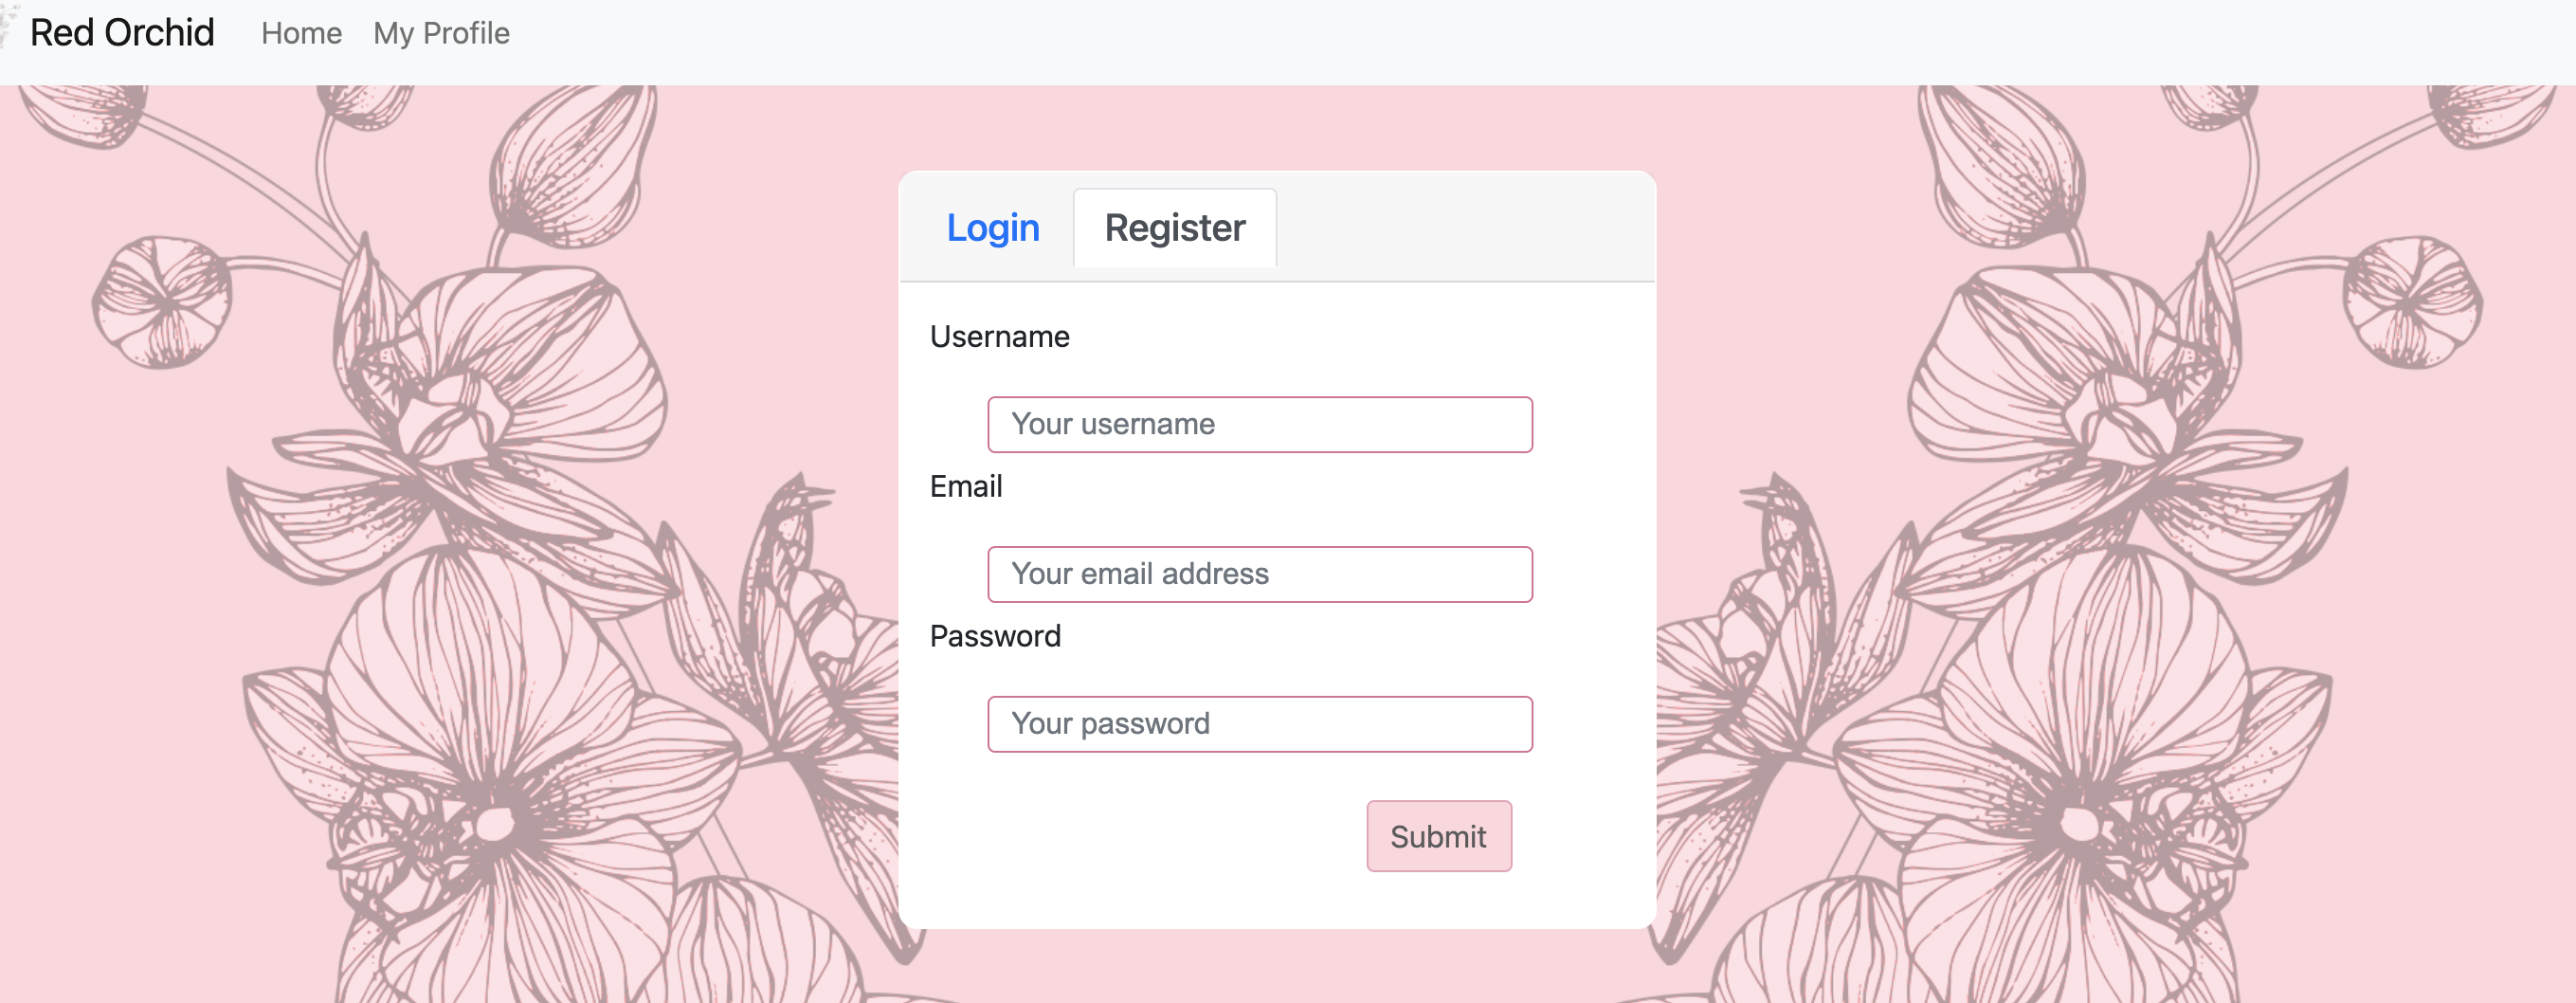 Red Orchid Home My Profile
Login Register
Username
Your username
Email
Your email address
Password
Your password
Submit